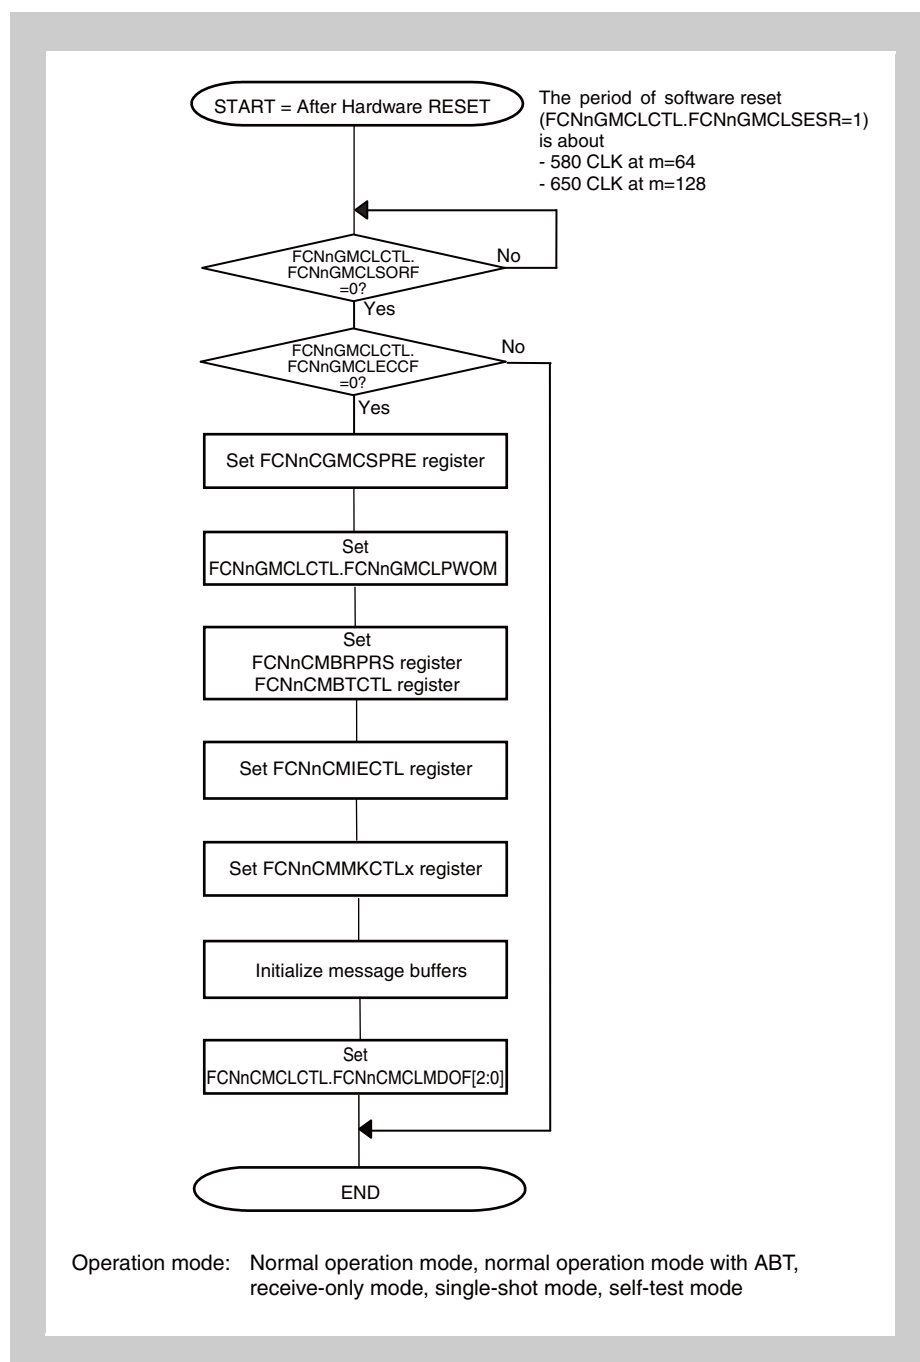 START = After Hardware RESET
The period of software reset
(FCNnGMCLCTL.FCNnGMCLSESR=1)
is about
- 580 CLK at m=64
- 650 CLK at m=128
FCNnGMCLCTL.
FCNnGMCLSORF
=0?
No
Yes
FCNnGMCLCTL.
FCNnGMCLECCF
=0?
No
Yes
Set FCNnCGMCSPRE register
Set
FCNnGMCLCTL.FCNnGMCLPWOM
Set
FCNnCMBRPRS register
FCNnCMBTCTL register
Set FCNnCMIECTL register
Set FCNnCMMKCTLx register
Initialize message buffers
Set
FCNnCMCLCTL.FCNnCMCLMDOF[2:0]
END
Operation mode: Normal operation mode, normal operation mode with ABT,
receive-only mode, single-shot mode, self-test mode